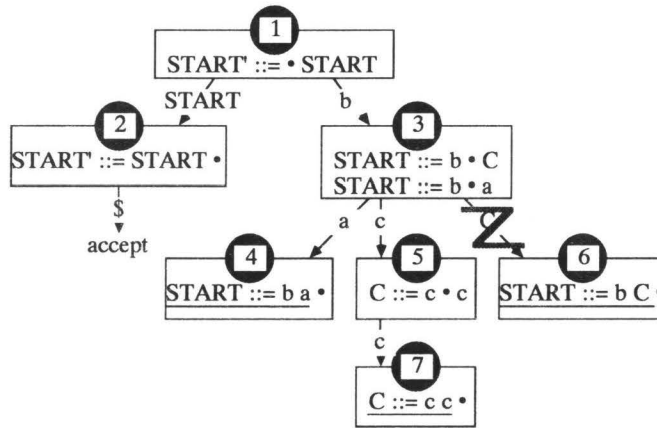 1
START' ::= • START
START
b
2
START' ::= START •
3
START ::= b • C
START ::= b • a
$
accept
a
c
C
4
START ::= b a •
5
C ::= c • c
6
START ::= b C •
c
7
C ::= c c •